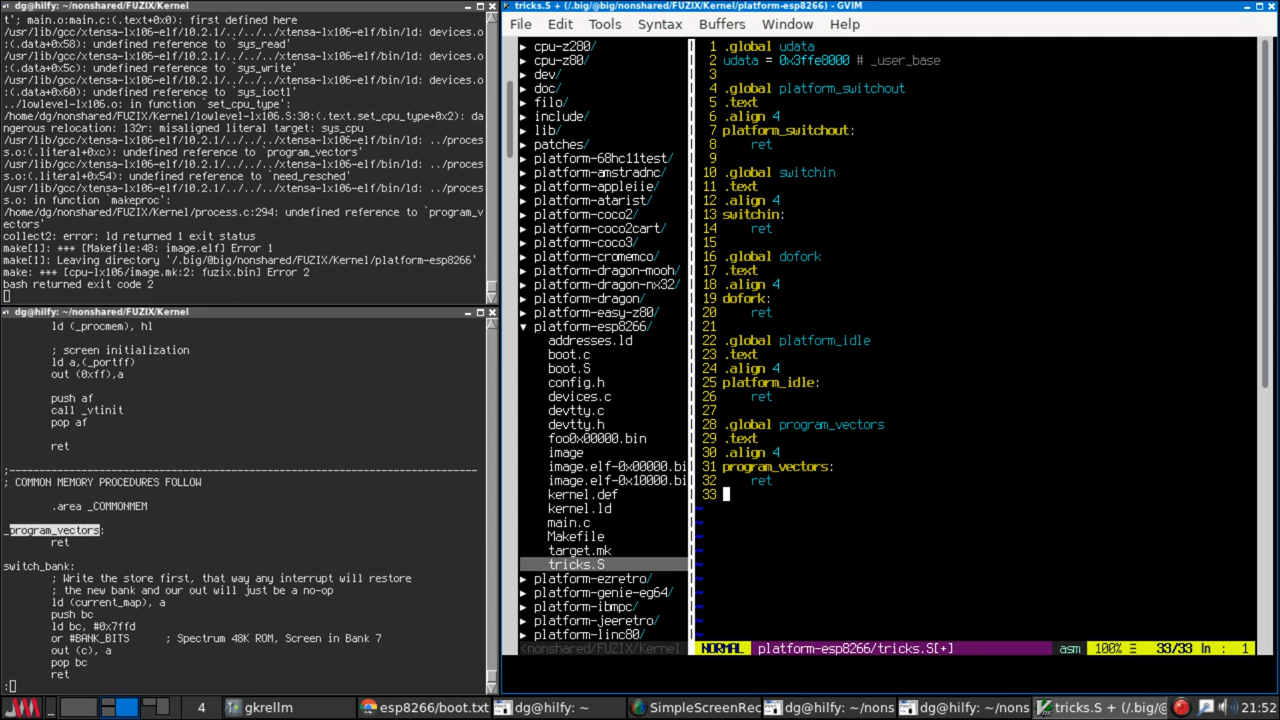 dg@hilfy: ~/nonshared/FUZIX/Kernel
t'; main.o:main.c:(.text+0x0): first defined here
/usr/lib/gcc/xtensa-lx106-elf/10.2.1/../../../xtensa-lx106-elf/bin/ld: devices.o
:(.data+0x58): undefined reference to `sys_read'
/usr/lib/gcc/xtensa-lx106-elf/10.2.1/../../../xtensa-lx106-elf/bin/ld: devices.o
:(.data+0x5c): undefined reference to `sys_write'
/usr/lib/gcc/xtensa-lx106-elf/10.2.1/../../../xtensa-lx106-elf/bin/ld: devices.o
:(.data+0x60): undefined reference to `sys_ioctl'
../lowlevel-lx106.o: in function `set_cpu_type':
/home/dg/nonshared/FUZIX/Kernel/lowlevel-lx106.S:30:(.text.set_cpu_type+0x2): da
ngerous relocation: l32r: misaligned literal target: sys_cpu
/usr/lib/gcc/xtensa-lx106-elf/10.2.1/../../../xtensa-lx106-elf/bin/ld: ../proces
s.o:(.literal+0xc): undefined reference to `program_vectors'
/usr/lib/gcc/xtensa-lx106-elf/10.2.1/../../../xtensa-lx106-elf/bin/ld: ../proces
s.o:(.literal+0x54): undefined reference to `need_resched'
/usr/lib/gcc/xtensa-lx106-elf/10.2.1/../../../xtensa-lx106-elf/bin/ld: ../proces
s.o: in function `makeproc':
/home/dg/nonshared/FUZIX/Kernel/process.c:294: undefined reference to `program_v
ectors'
collect2: error: ld returned 1 exit status
make[1]: *** [Makefile:48: image.elf] Error 1
make[1]: Leaving directory '/.big/@big/nonshared/FUZIX/Kernel/platform-esp8266'
make: *** [cpu-lx106/image.mk:2: fuzix.bin] Error 2
bash returned exit code 2
dg@hilfy: ~/nonshared/FUZIX/Kernel
ld (_procmem), hl
; screen initialization
ld a,(_portff)
out (0xff),a
push af
call _vtinit
pop af
ret
;------------------------------------------------------------------------------
; COMMON MEMORY PROCEDURES FOLLOW
.area _COMMONMEM
_program_vectors:
ret
switch_bank:
; Write the store first, that way any interrupt will restore
; the new bank and our out will just be a no-op
ld (current_map), a
push bc
ld bc, #0x7ffd
or #BANK_BITS ; Spectrum 48K ROM, Screen in Bank 7
out (c), a
pop bc
ret
:
tricks.S + (/.big/@big/nonshared/FUZIX/Kernel/platform-esp8266) - GVIM
File Edit Tools Syntax Buffers Window Help
▶ cpu-z280/
▶ cpu-z80/
▶ dev/
▶ doc/
▶ filo/
▶ include/
▶ lib/
▶ patches/
▶ platform-68hc11test/
▶ platform-amstradnc/
▶ platform-appleiie/
▶ platform-atarist/
▶ platform-coco2/
▶ platform-coco2cart/
▶ platform-coco3/
▶ platform-cromemco/
▶ platform-dragon-mooh/
▶ platform-dragon-nx32/
▶ platform-dragon/
▶ platform-easy-z80/
▼ platform-esp8266/
addresses.ld
boot.c
boot.S
config.h
devices.c
devtty.c
devtty.h
foo0x00000.bin
image
image.elf-0x00000.bi
image.elf-0x10000.bi
kernel.def
kernel.ld
main.c
Makefile
target.mk
tricks.S
▶ platform-ezretro/
▶ platform-genie-eg64/
▶ platform-ibmpc/
▶ platform-jeeretro/
▶ platform-linc80/
<nonshared/FUZIX/Kernel
1 .global udata
2 udata = 0x3ffe8000 # _user_base
3
4 .global platform_switchout
5 .text
6 .align 4
7 platform_switchout:
8 ret
9
10 .global switchin
11 .text
12 .align 4
13 switchin:
14 ret
15
16 .global dofork
17 .text
18 .align 4
19 dofork:
20 ret
21
22 .global platform_idle
23 .text
24 .align 4
25 platform_idle:
26 ret
27
28 .global program_vectors
29 .text
30 .align 4
31 program_vectors:
32 ret
33
~
~
~
~
~
~
~
~
~
~
NORMAL platform-esp8266/tricks.S[+] asm 100% Ξ 33/33 ln : 1
4 gkrellm esp8266/boot.txt dg@hilfy: ~ SimpleScreenRec dg@hilfy: ~/nons dg@hilfy: ~/nons tricks.S + (/.big/@ 21:52